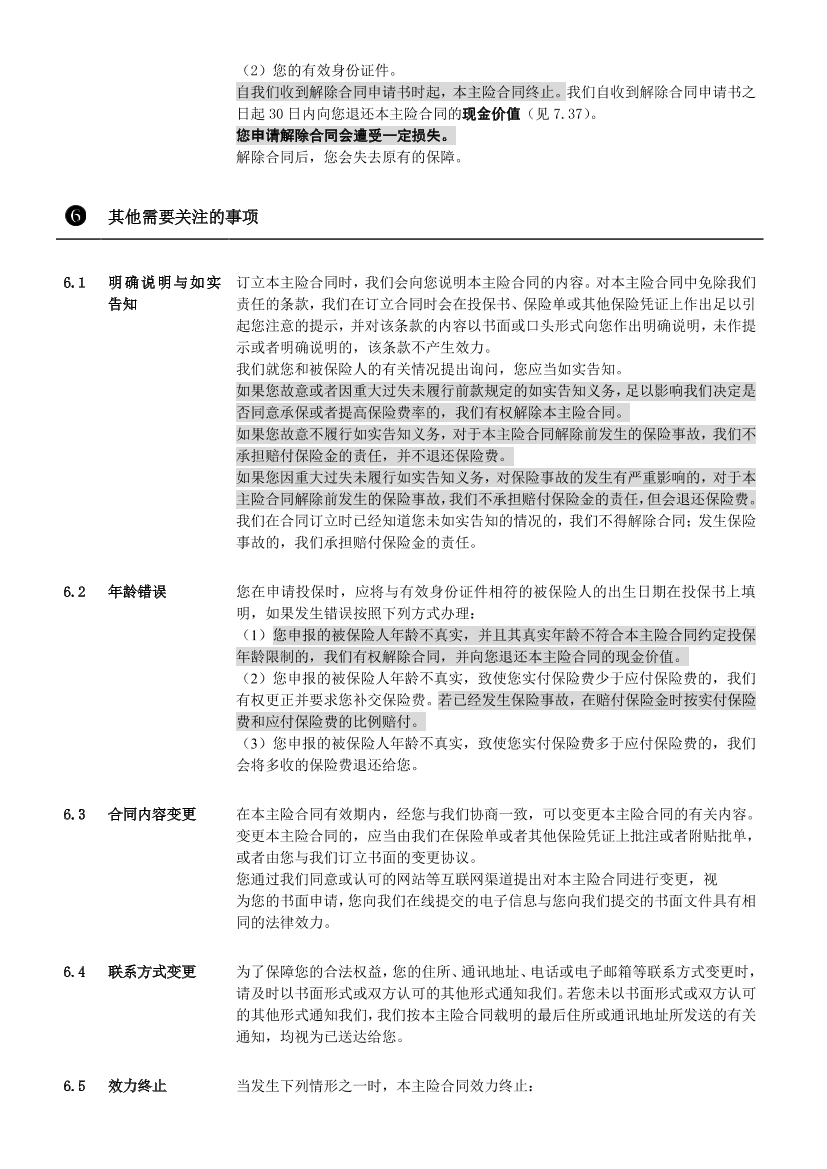 （2）您的有效身份证件。
自我们收到解除合同申请书时起，本主险合同终止。我们自收到解除合同申请书之
日起 30 日内向您退还本主险合同的现金价值（见 7.37）。
您申请解除合同会遭受一定损失。
解除合同后，您会失去原有的保障。
❻ 其他需要关注的事项
6.1 明确说明与如实 订立本主险合同时，我们会向您说明本主险合同的内容。对本主险合同中免除我们
告知 责任的条款，我们在订立合同时会在投保书、保险单或其他保险凭证上作出足以引
起您注意的提示，并对该条款的内容以书面或口头形式向您作出明确说明，未作提
示或者明确说明的，该条款不产生效力。
我们就您和被保险人的有关情况提出询问，您应当如实告知。
如果您故意或者因重大过失未履行前款规定的如实告知义务，足以影响我们决定是
否同意承保或者提高保险费率的，我们有权解除本主险合同。
如果您故意不履行如实告知义务，对于本主险合同解除前发生的保险事故，我们不
承担赔付保险金的责任，并不退还保险费。
如果您因重大过失未履行如实告知义务，对保险事故的发生有严重影响的，对于本
主险合同解除前发生的保险事故，我们不承担赔付保险金的责任，但会退还保险费。
我们在合同订立时已经知道您未如实告知的情况的，我们不得解除合同；发生保险
事故的，我们承担赔付保险金的责任。
6.2 年龄错误 您在申请投保时，应将与有效身份证件相符的被保险人的出生日期在投保书上填
明，如果发生错误按照下列方式办理：
（1）您申报的被保险人年龄不真实，并且其真实年龄不符合本主险合同约定投保
年龄限制的，我们有权解除合同，并向您退还本主险合同的现金价值。
（2）您申报的被保险人年龄不真实，致使您实付保险费少于应付保险费的，我们
有权更正并要求您补交保险费。若已经发生保险事故，在赔付保险金时按实付保险
费和应付保险费的比例赔付。
（3）您申报的被保险人年龄不真实，致使您实付保险费多于应付保险费的，我们
会将多收的保险费退还给您。
6.3 合同内容变更 在本主险合同有效期内，经您与我们协商一致，可以变更本主险合同的有关内容。
变更本主险合同的，应当由我们在保险单或者其他保险凭证上批注或者附贴批单，
或者由您与我们订立书面的变更协议。
您通过我们同意或认可的网站等互联网渠道提出对本主险合同进行变更，视
为您的书面申请，您向我们在线提交的电子信息与您向我们提交的书面文件具有相
同的法律效力。
6.4 联系方式变更 为了保障您的合法权益，您的住所、通讯地址、电话或电子邮箱等联系方式变更时，
请及时以书面形式或双方认可的其他形式通知我们。若您未以书面形式或双方认可
的其他形式通知我们，我们按本主险合同载明的最后住所或通讯地址所发送的有关
通知，均视为已送达给您。
6.5 效力终止 当发生下列情形之一时，本主险合同效力终止：